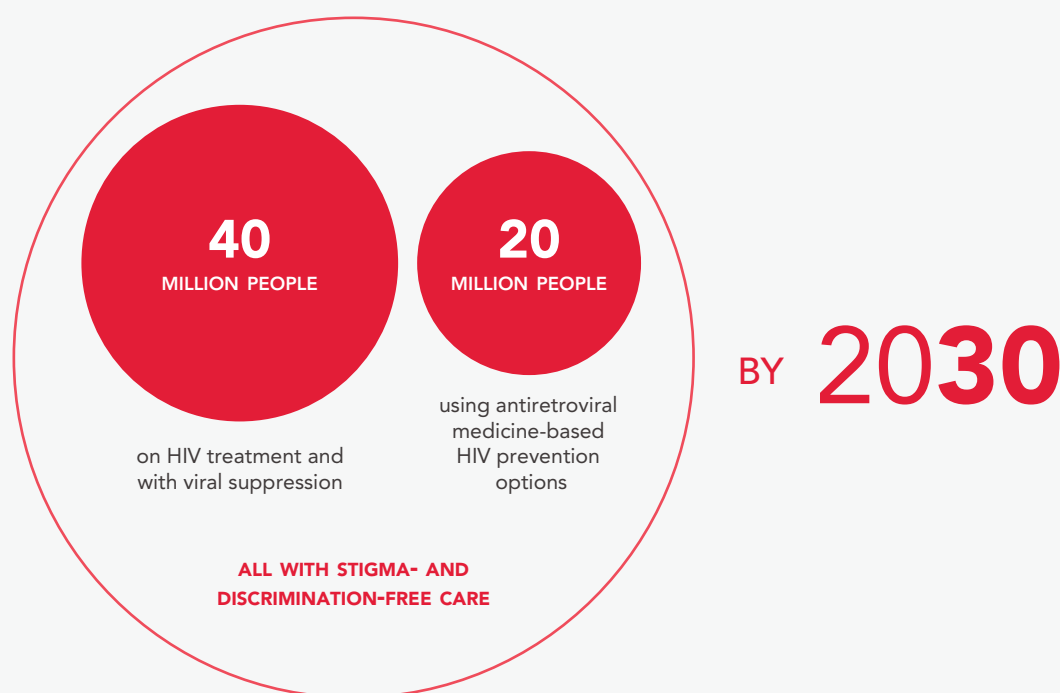 40
MILLION PEOPLE
on HIV treatment and
with viral suppression
20
MILLION PEOPLE
using antiretroviral
medicine-based
HIV prevention
options
ALL WITH STIGMA- AND
DISCRIMINATION-FREE CARE
BY 2030